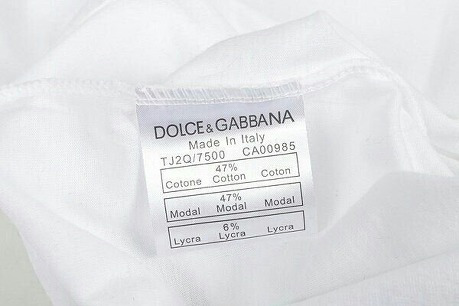 DOLCE & GABBANA
Made in Italy
TJ2Q/7500 CA00985
47%
Cotone Cotton Coton
47%
Modal Modal Modal
6%
Lycra Lycra Lycra